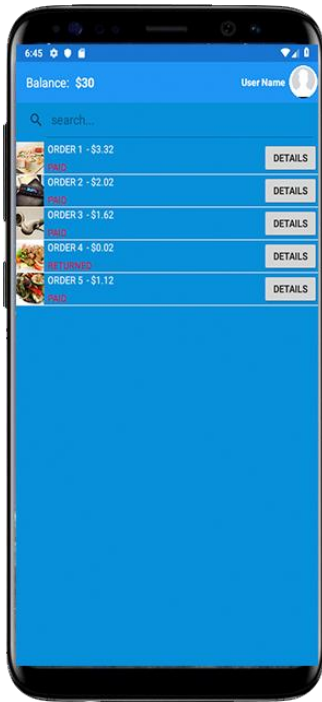 6:45
Balance: $30 User Name
search...
ORDER 1 - $3.32
PAID
DETAILS
ORDER 2 - $2.02
PAID
DETAILS
ORDER 3 - $1.62
PAID
DETAILS
ORDER 4 - $0.02
RETURNED
DETAILS
ORDER 5 - $1.12
PAID
DETAILS